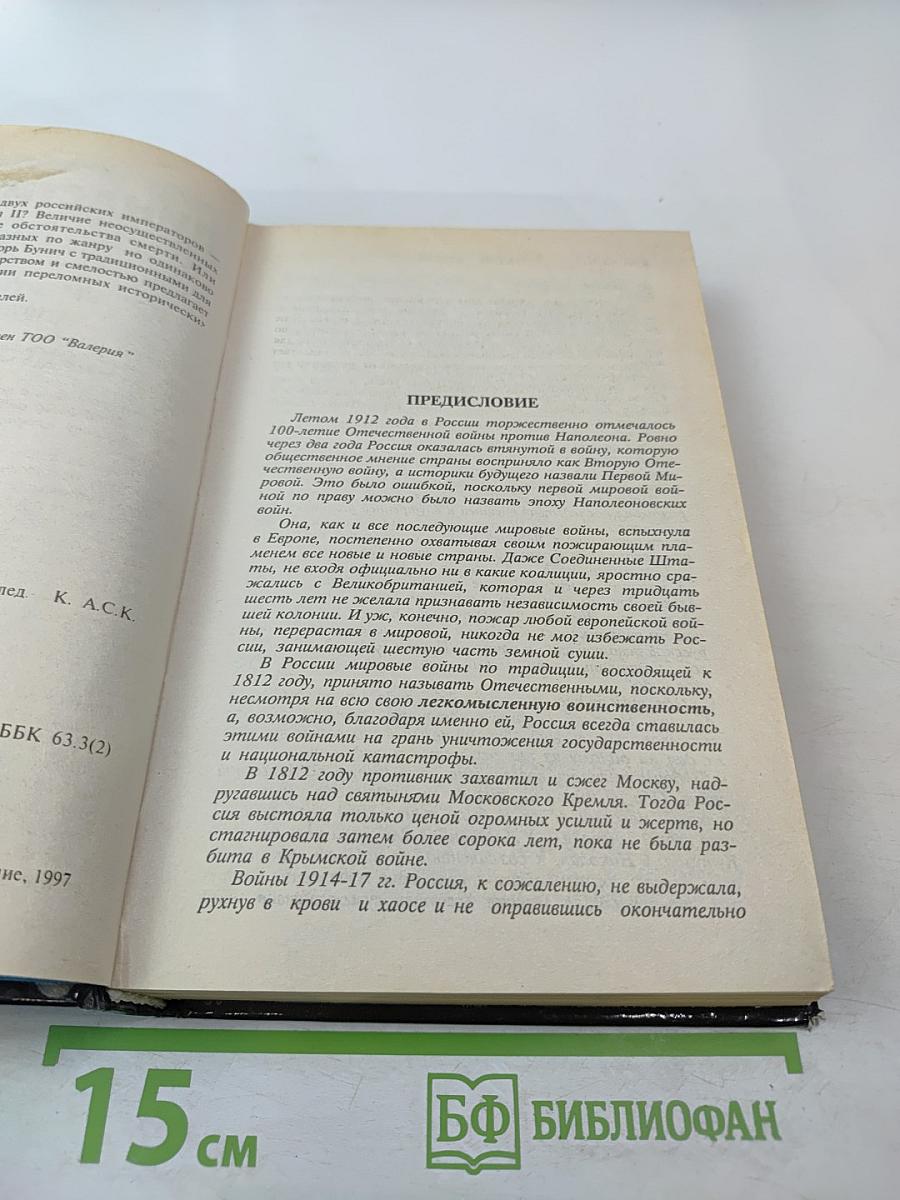 двух российских императоров —
II? Величие неосуществленных
обстоятельства смерти. Или
азных по жанру но одинаково
орь Бунич с традиционными для
рством и смелостью предлагает
ии переломных исторически
лей.
ен ТОО "Валерия"
лед. К. А.С.К.
ББК 63.3(2)
ние, 1997
ПРЕДИСЛОВИЕ
Летом 1912 года в России торжественно отмечалось
100-летие Отечественной войны против Наполеона. Ровно
через два года Россия оказалась втянутой в войну, которую
общественное мнение страны восприняло как Вторую Оте-
чественную войну, а историки будущего назвали Первой Ми-
ровой. Это было ошибкой, поскольку первой мировой вой-
ной по праву можно было назвать эпоху Наполеоновских
войн.
Она, как и все последующие мировые войны, вспыхнула
в Европе, постепенно охватывая своим пожирающим пла-
менем все новые и новые страны. Даже Соединенные Шта-
ты, не входя официально ни в какие коалиции, яростно сра-
жались с Великобританией, которая и через тридцать
шесть лет не желала признавать независимость своей быв-
шей колонии. И уж, конечно, пожар любой европейской вой-
ны, перерастая в мировой, никогда не мог избежать Рос-
сии, занимающей шестую часть земной суши.
В России мировые войны по традиции, восходящей к
1812 году, принято называть Отечественными, поскольку,
несмотря на всю свою легкомысленную воинственность,
а, возможно, благодаря именно ей, Россия всегда ставилась
этими войнами на грань уничтожения государственности
и национальной катастрофы.
В 1812 году противник захватил и сжег Москву, над-
ругавшись над святынями Московского Кремля. Тогда Рос-
сия выстояла только ценой огромных усилий и жертв, но
стагнировала затем более сорока лет, пока не была раз-
бита в Крымской войне.
Войны 1914-17 гг. Россия, к сожалению, не выдержала,
рухнув в крови и хаосе и не оправившись окончательно
15 см
БФ БИБЛИОФАН